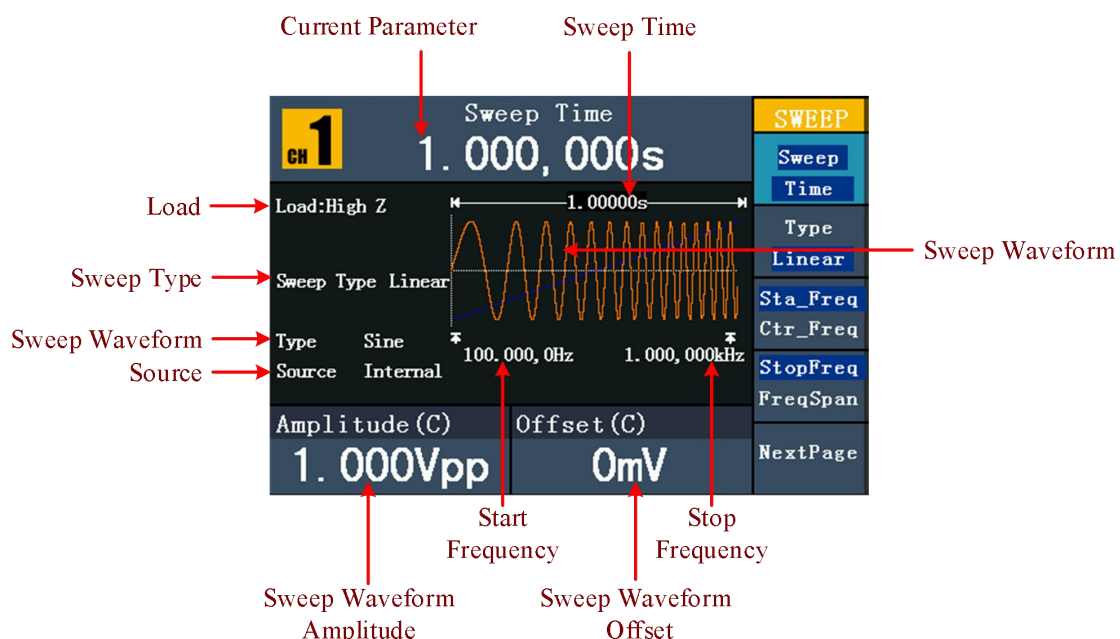 Current Parameter
Sweep Time
CH 1
Sweep Time
1.000,000s
SWEEP
Sweep
Time
Load
Load:High Z
1.00000s
Type
Linear
Sweep Waveform
Sweep Type
Sweep Type Linear
Sta_Freq
Ctr_Freq
Sweep Waveform
Type Sine
100.000,0Hz
1.000,000kHz
Source
Source Internal
StopFreq
FreqSpan
Amplitude(C)
Offset(C)
1.000Vpp
0mV
NextPage
Start
Frequency
Stop
Frequency
Sweep Waveform
Amplitude
Sweep Waveform
Offset